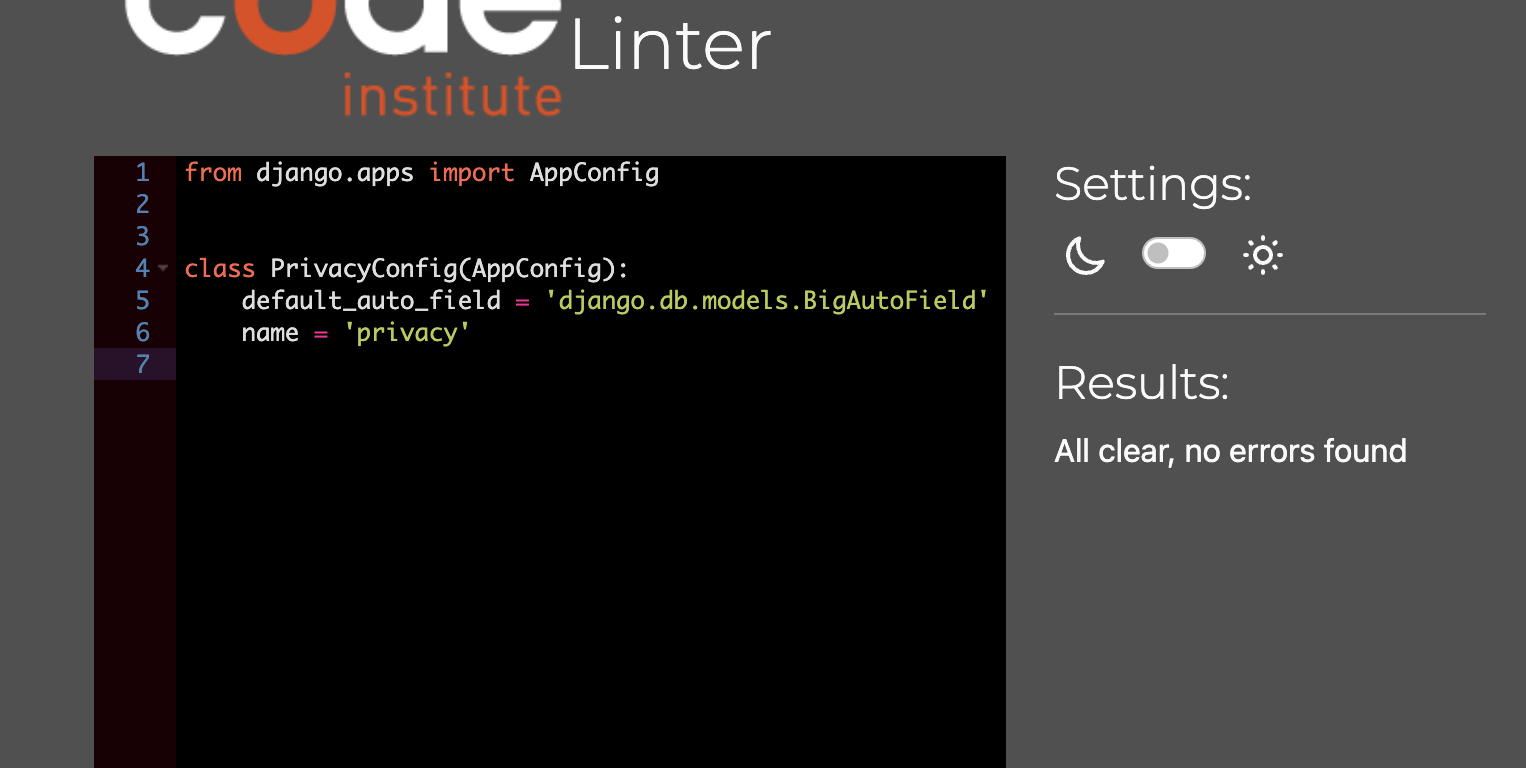 code
institute
Linter
1 from django.apps import AppConfig
2
3
4 class PrivacyConfig(AppConfig):
5     default_auto_field = 'django.db.models.BigAutoField'
6     name = 'privacy'
7
Settings:
Results:
All clear, no errors found